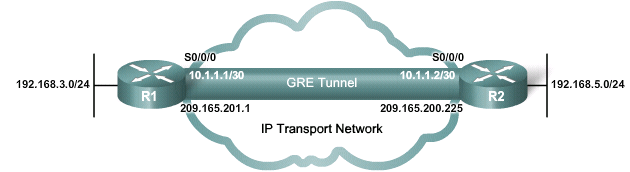 S0/0/0 S0/0/0
192.168.3.0/24 10.1.1.1/30 GRE Tunnel 10.1.1.2/30 192.168.5.0/24
R1 R2
209.165.201.1 209.165.200.225
IP Transport Network